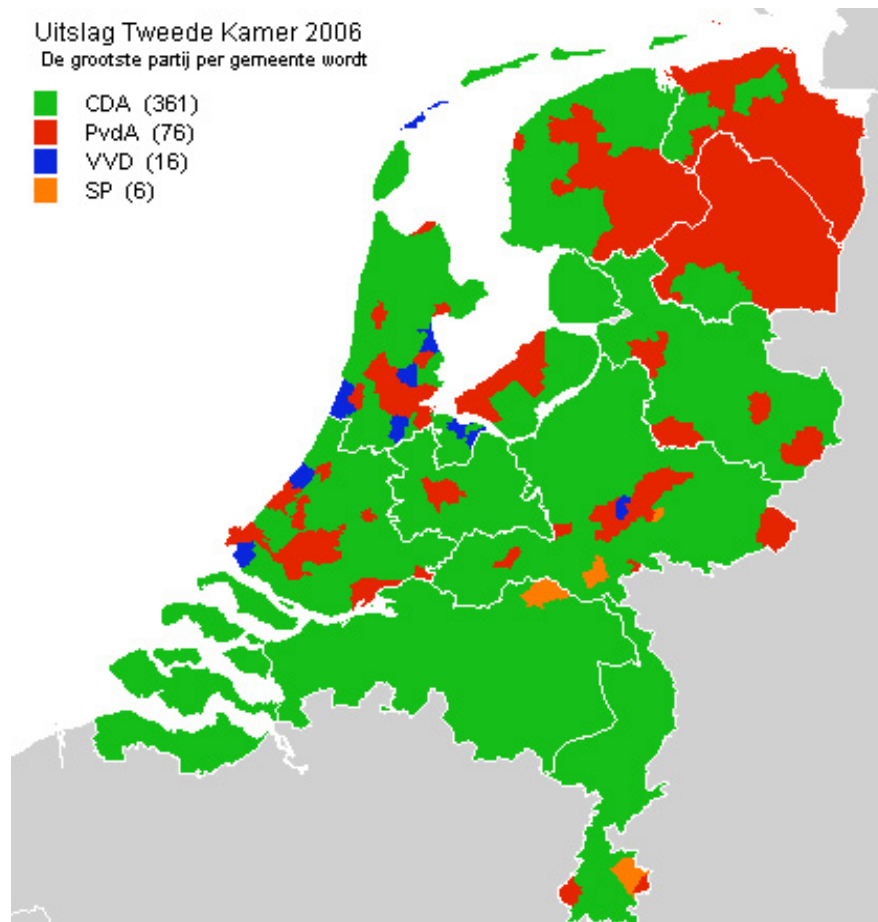 Uitslag Tweede Kamer 2006
De grootste partij per gemeente wordt
CDA (361)
PvdA (76)
VVD (16)
SP (6)